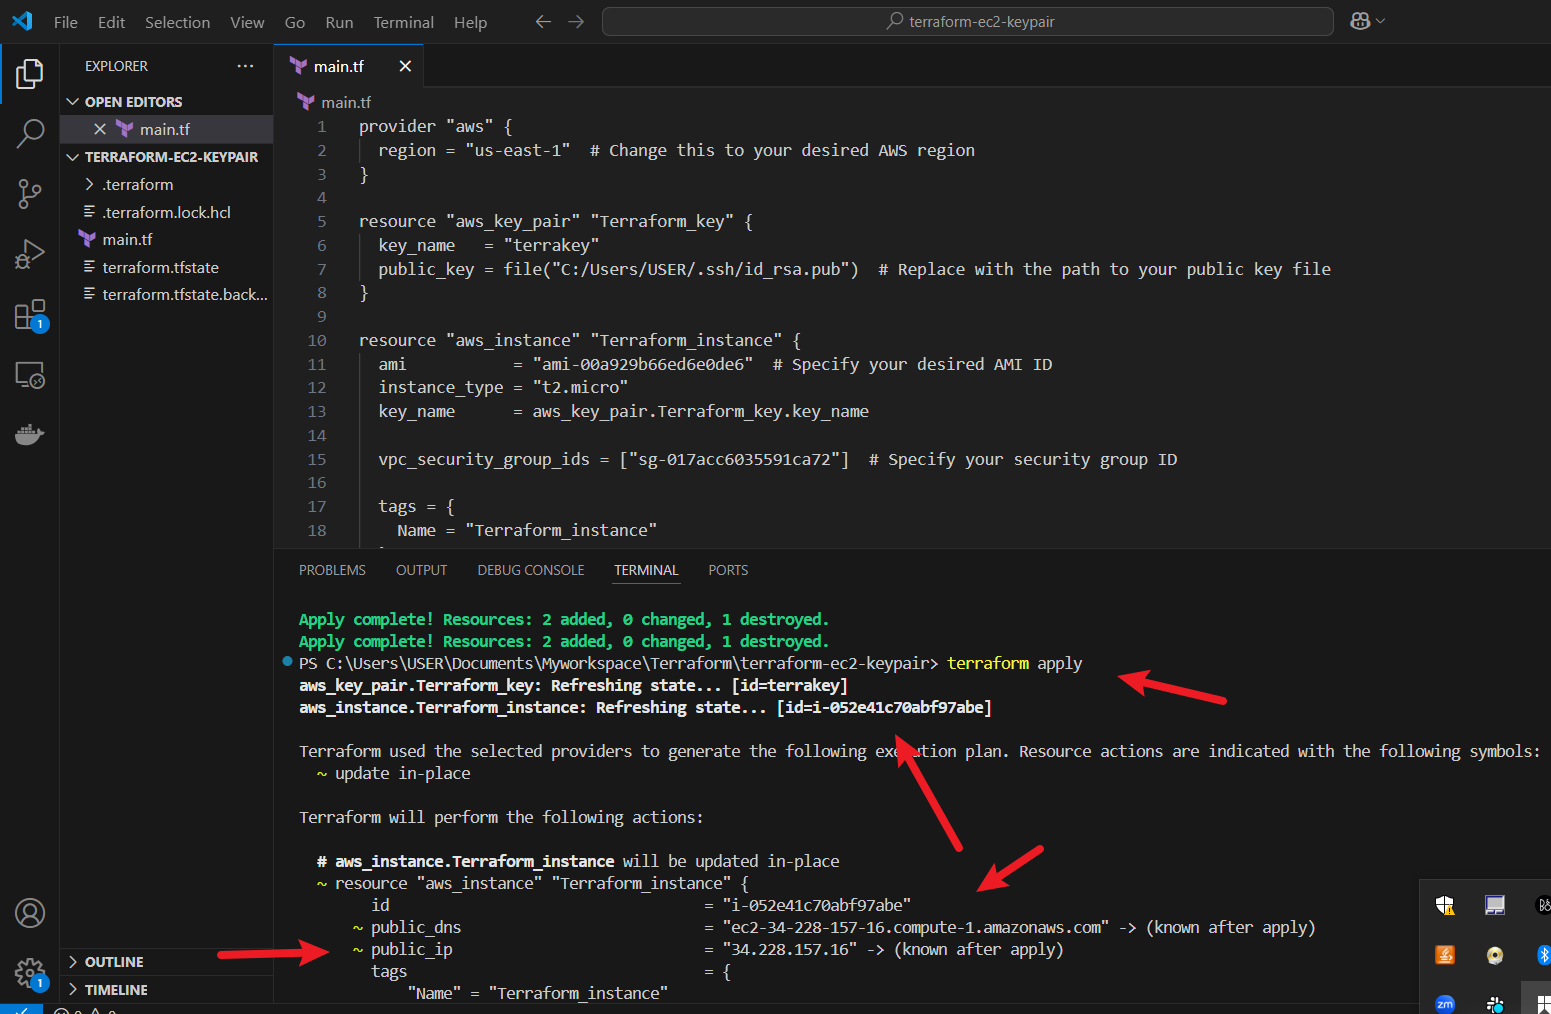 File Edit Selection View Go Run Terminal Help
terraform-ec2-keypair
EXPLORER
OPEN EDITORS
main.tf
TERRAFORM-EC2-KEYPAIR
.terraform
.terraform.lock.hcl
main.tf
terraform.tfstate
terraform.tfstate.back...
OUTLINE
TIMELINE
1
1
main.tf
main.tf
1 provider "aws" {
2 region = "us-east-1"  # Change this to your desired AWS region
3 }
4
5 resource "aws_key_pair" "Terraform_key" {
6 key_name   = "terrakey"
7 public_key = file("C:/Users/USER/.ssh/id_rsa.pub")  # Replace with the path to your public key file
8 }
9
10 resource "aws_instance" "Terraform_instance" {
11 ami           = "ami-00a929b66ed6e0de6"  # Specify your desired AMI ID
12 instance_type = "t2.micro"
13 key_name      = aws_key_pair.Terraform_key.key_name
14
15 vpc_security_group_ids = ["sg-017acc6035591ca72"]  # Specify your security group ID
16
17 tags = {
18 Name = "Terraform_instance"
PROBLEMS OUTPUT DEBUG CONSOLE TERMINAL PORTS
Apply complete! Resources: 2 added, 0 changed, 1 destroyed.
Apply complete! Resources: 2 added, 0 changed, 1 destroyed.
PS C:\Users\USER\Documents\Myworkspace\Terraform\terraform-ec2-keypair> terraform apply
aws_key_pair.Terraform_key: Refreshing state... [id=terrakey]
aws_instance.Terraform_instance: Refreshing state... [id=i-052e41c70abf97abe]
Terraform used the selected providers to generate the following execution plan. Resource actions are indicated with the following symbols:
~ update in-place
Terraform will perform the following actions:
# aws_instance.Terraform_instance will be updated in-place
~ resource "aws_instance" "Terraform_instance" {
id = "i-052e41c70abf97abe"
~ public_dns = "ec2-34-228-157-16.compute-1.amazonaws.com" -> (known after apply)
~ public_ip = "34.228.157.16" -> (known after apply)
tags = {
"Name" = "Terraform_instance"
zm